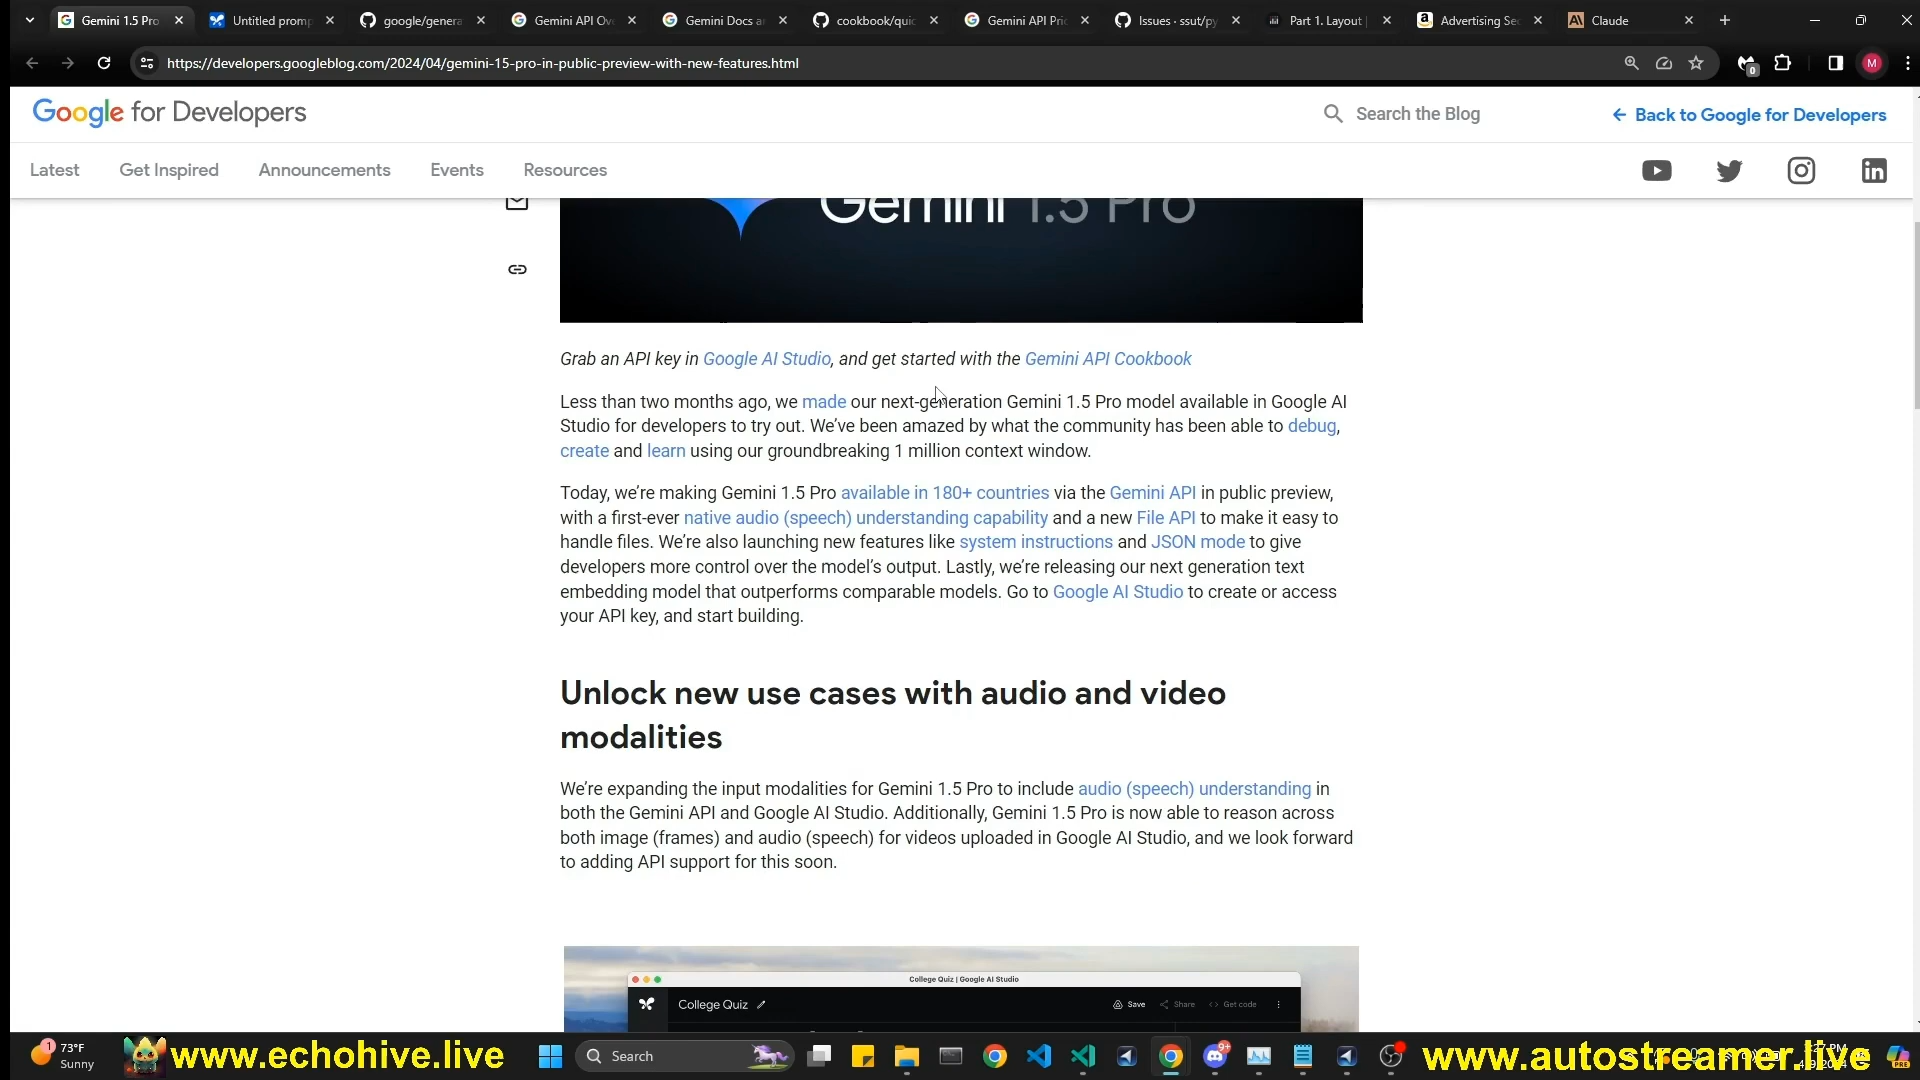 Gemini 1.5 Pro
Untitled promp
google/genera
Gemini API Ov
Gemini Docs a
cookbook/quic
Gemini API Pric
Issues · ssut/py
Part 1. Layout |
Advertising Se
Claude
https://developers.googleblog.com/2024/04/gemini-15-pro-in-public-preview-with-new-features.html
0
M
Google for Developers
Search the Blog
Back to Google for Developers
Latest
Get Inspired
Announcements
Events
Resources
Gemini 1.5 Pro
Grab an API key in Google AI Studio, and get started with the Gemini API Cookbook
Less than two months ago, we made our next-generation Gemini 1.5 Pro model available in Google AI
Studio for developers to try out. We’ve been amazed by what the community has been able to debug,
create and learn using our groundbreaking 1 million context window.
Today, we’re making Gemini 1.5 Pro available in 180+ countries via the Gemini API in public preview,
with a first-ever native audio (speech) understanding capability and a new File API to make it easy to
handle files. We’re also launching new features like system instructions and JSON mode to give
developers more control over the model’s output. Lastly, we’re releasing our next generation text
embedding model that outperforms comparable models. Go to Google AI Studio to create or access
your API key, and start building.
Unlock new use cases with audio and video
modalities
We’re expanding the input modalities for Gemini 1.5 Pro to include audio (speech) understanding in
both the Gemini API and Google AI Studio. Additionally, Gemini 1.5 Pro is now able to reason across
both image (frames) and audio (speech) for videos uploaded in Google AI Studio, and we look forward
to adding API support for this soon.
College Quiz | Google AI Studio
College Quiz
Save
Share
Get code
1
73°F
Sunny
www.echohive.live
Search
9+
www.autostreamer.live
PRE